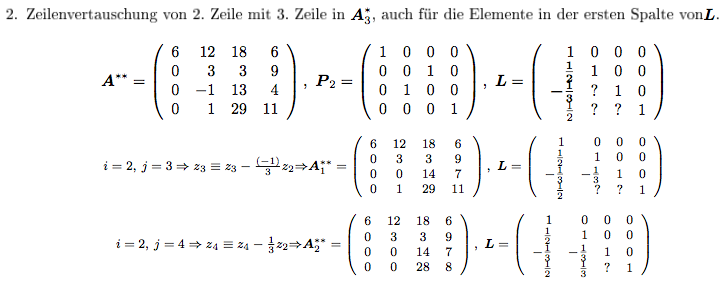 2. Zeilenvertauschung von 2. Zeile mit 3. Zeile in A₃*, auch für die Elemente in der ersten Spalte von L.
A** = ( 6 12 18 6 ; 0 3 3 9 ; 0 −1 13 4 ; 0 1 29 11 ) , P₂ = ( 1 0 0 0 ; 0 0 1 0 ; 0 1 0 0 ; 0 0 0 1 ) , L = ( 1 0 0 0 ; 1/2 1 0 0 ; −1/3 ? 1 0 ; 1/2 ? ? 1 )
i = 2, j = 3 ⇒ z₃ ≡ z₃ − (−1)/3 z₂ ⇒ A₁** = ( 6 12 18 6 ; 0 3 3 9 ; 0 0 14 7 ; 0 1 29 11 ) , L = ( 1 0 0 0 ; 1/2 1 0 0 ; −1/3 −1/3 1 0 ; 1/2 ? ? 1 )
i = 2, j = 4 ⇒ z₄ ≡ z₄ − 1/3 z₂ ⇒ A₂** = ( 6 12 18 6 ; 0 3 3 9 ; 0 0 14 7 ; 0 0 28 8 ) , L = ( 1 0 0 0 ; 1/2 1 0 0 ; −1/3 −1/3 1 0 ; 1/2 1/3 ? 1 )